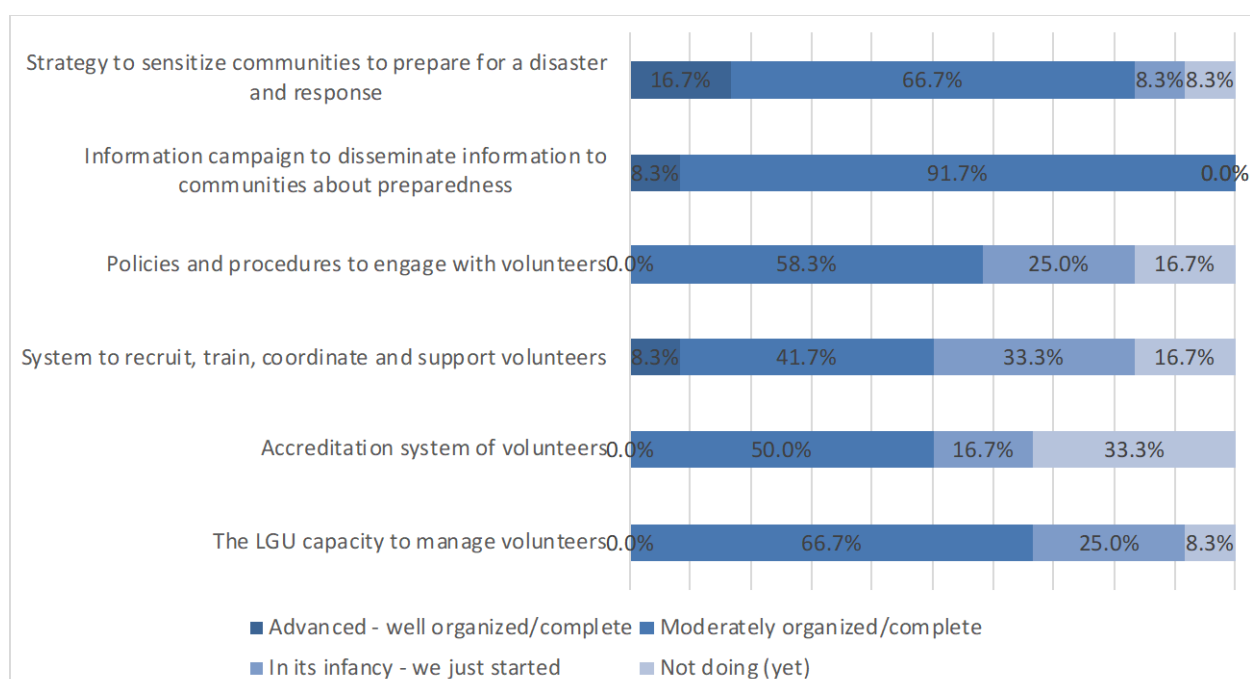 Strategy to sensitize communities to prepare for a disaster
and response
16.7% 66.7% 8.3% 8.3%
Information campaign to disseminate information to
communities about preparedness
8.3% 91.7% 0.0%
Policies and procedures to engage with volunteers 0.0% 58.3% 25.0% 16.7%
System to recruit, train, coordinate and support volunteers 8.3% 41.7% 33.3% 16.7%
Accreditation system of volunteers 0.0% 50.0% 16.7% 33.3%
The LGU capacity to manage volunteers 0.0% 66.7% 25.0% 8.3%
Advanced - well organized/complete Moderately organized/complete
In its infancy - we just started Not doing (yet)